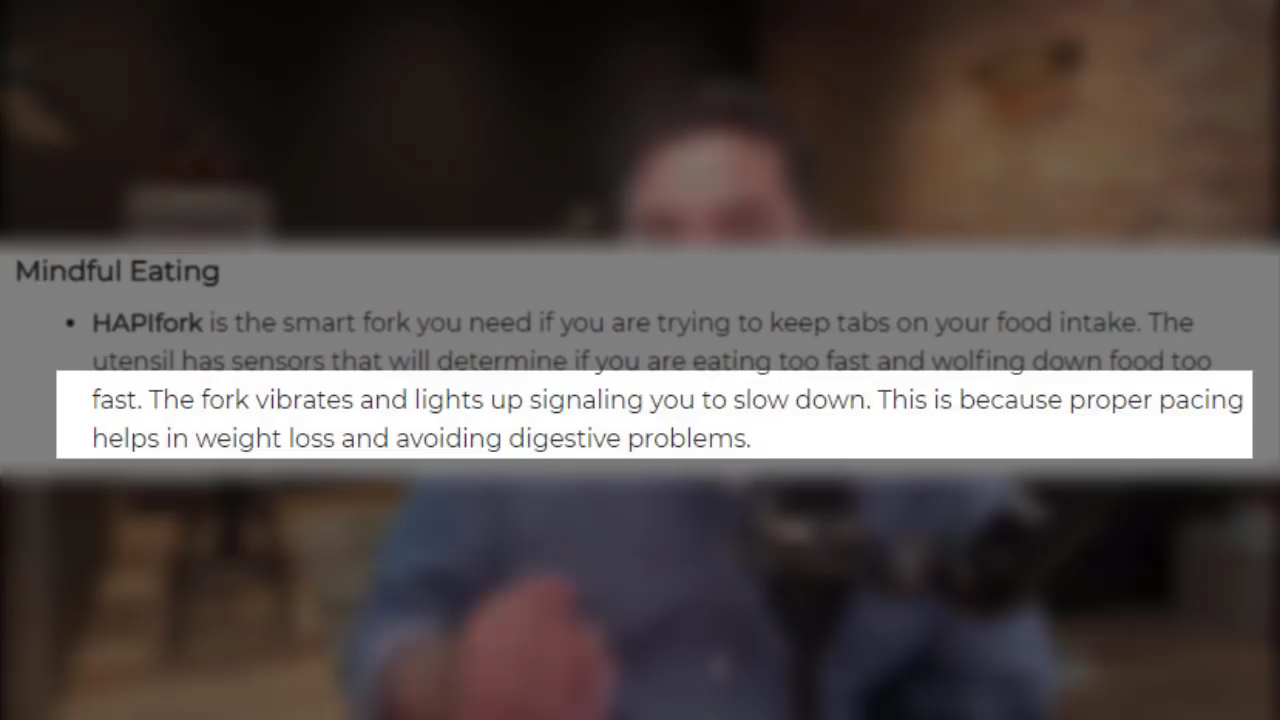 Mindful Eating
• HAPIfork is the smart fork you need if you are trying to keep tabs on your food intake. The
utensil has sensors that will determine if you are eating too fast and wolfing down food too
fast. The fork vibrates and lights up signaling you to slow down. This is because proper pacing
helps in weight loss and avoiding digestive problems.